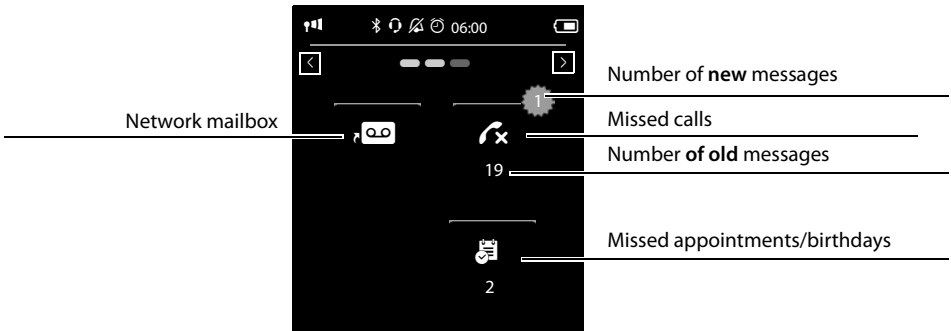 06:00
Number of new messages
1
Network mailbox
Missed calls
Number of old messages
19
Missed appointments/birthdays
2